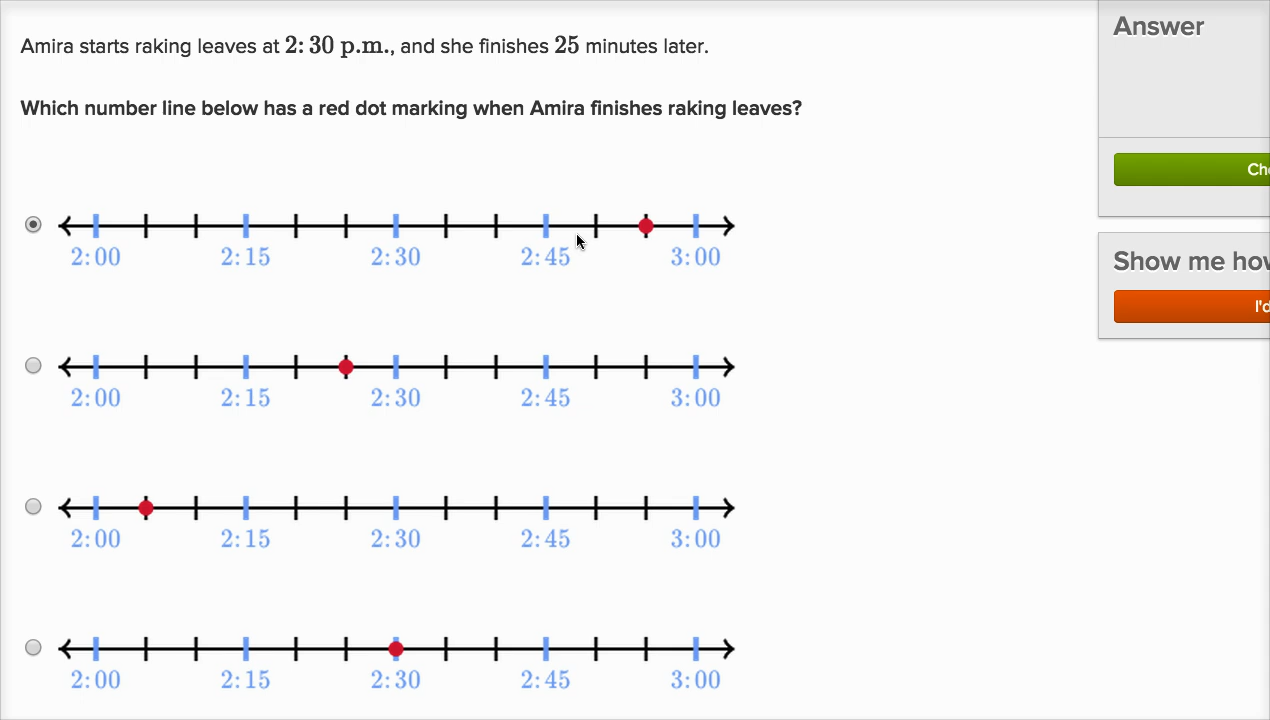 Amira starts raking leaves at 2:30 p.m., and she finishes 25 minutes later.
Which number line below has a red dot marking when Amira finishes raking leaves?
2:00 2:15 2:30 2:45 3:00
2:00 2:15 2:30 2:45 3:00
2:00 2:15 2:30 2:45 3:00
2:00 2:15 2:30 2:45 3:00
Answer
Show me how
I'd